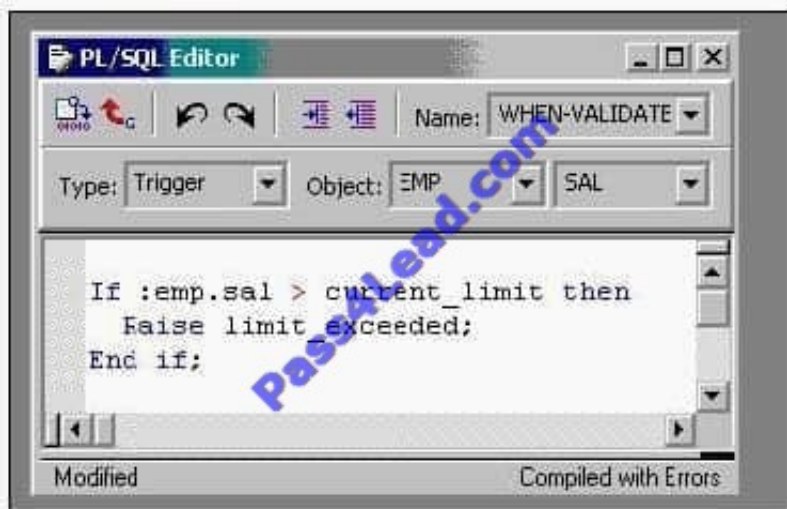 PL/SQL Editor
Name: WHEN-VALIDATE
Type: Trigger Object: EMP SAL
If :emp.sal > current_limit then
Raise limit_exceeded;
End if;
Pass4Lead.com
Modified Compiled with Errors